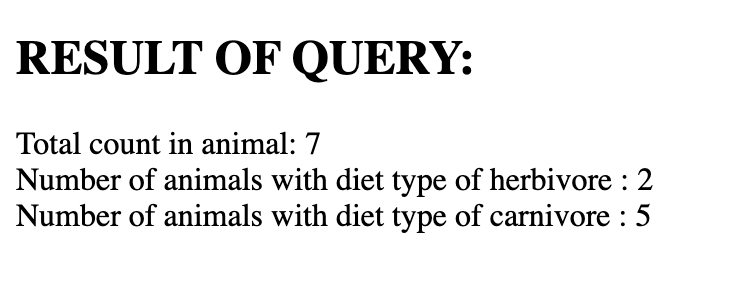 RESULT OF QUERY:
Total count in animal: 7
Number of animals with diet type of herbivore : 2
Number of animals with diet type of carnivore : 5